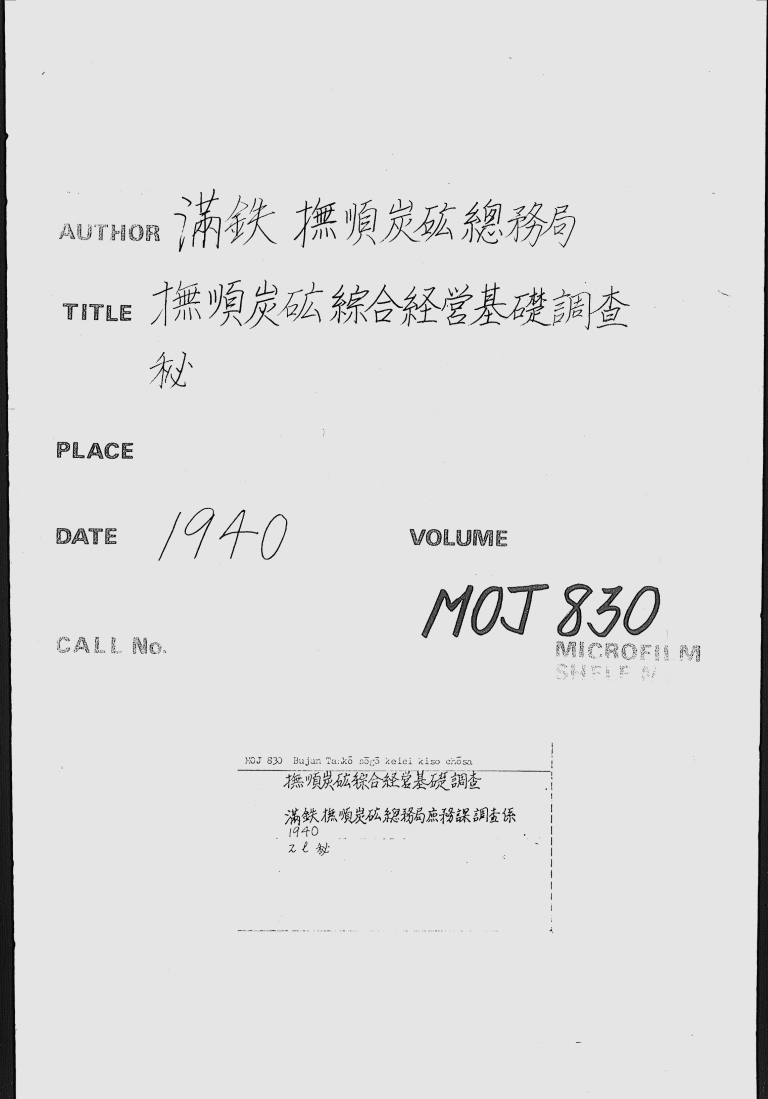 AUTHOR 滿鉄 撫順炭砿總務局
TITLE 撫順炭砿綜合経営基礎調査
秘
PLACE
DATE 1940
VOLUME
MOJ 830
CALL No.
MICROFILM
MOJ 830 Bujun Tankō sōgō keiei kiso chōsa
撫順炭砿綜合経営基礎調査
滿鉄撫順炭砿總務局庶務課調査係
1940
2l 秘